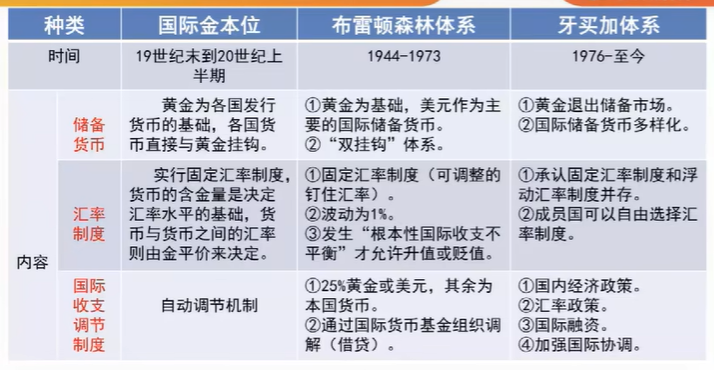 种类
国际金本位
布雷顿森林体系
牙买加体系
时间
19世纪末到20世纪上
半期
1944-1973
1976-至今
内容
储备
货币
黄金为各国发行
货币的基础，各国货
币直接与黄金挂钩。
①黄金为基础，美元作为主
要的国际储备货币。
②“双挂钩”体系。
①黄金退出储备市场。
②国际储备货币多样化。
汇率
制度
实行固定汇率制度，
货币的含金量是决定
汇率水平的基础，货
币与货币之间的汇率
则由金平价来决定。
①固定汇率制度（可调整的
钉住汇率）。
②波动为1%。
③发生“根本性国际收支不
平衡”才允许升值或贬值。
①承认固定汇率制度和浮
动汇率制度并存。
②成员国可以自由选择汇
率制度。
国际
收支
调节
制度
自动调节机制
①25%黄金或美元，其余为
本国货币。
②通过国际货币基金组织调
解（借贷）。
①国内经济政策。
②汇率政策。
③国际融资。
④加强国际协调。